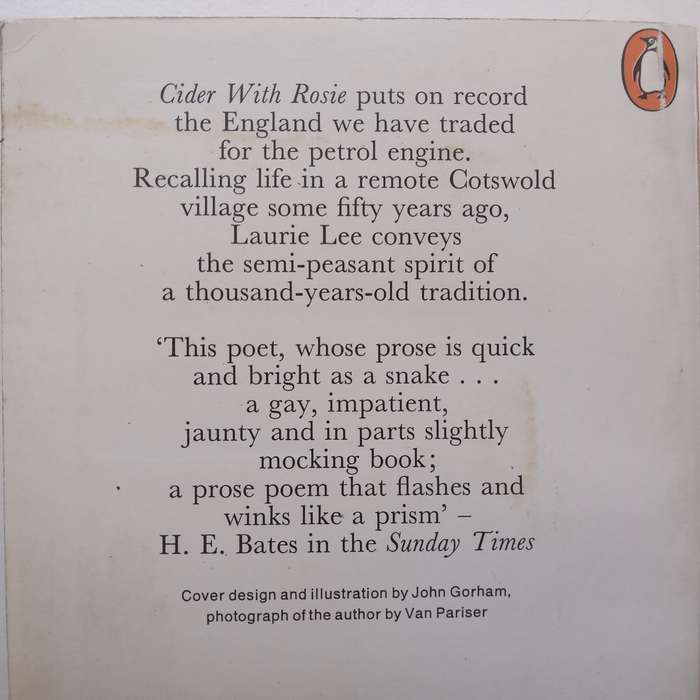 Cider With Rosie puts on record
the England we have traded
for the petrol engine.
Recalling life in a remote Cotswold
village some fifty years ago,
Laurie Lee conveys
the semi-peasant spirit of
a thousand-years-old tradition.
‘This poet, whose prose is quick
and bright as a snake . . .
a gay, impatient,
jaunty and in parts slightly
mocking book;
a prose poem that flashes and
winks like a prism’ –
H. E. Bates in the Sunday Times
Cover design and illustration by John Gorham,
photograph of the author by Van Pariser